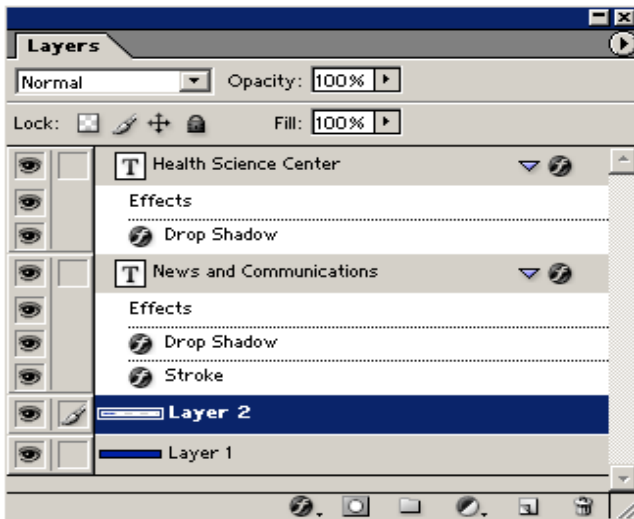 Layers
Normal Opacity: 100%
Lock: Fill: 100%
T Health Science Center
Effects
Drop Shadow
T News and Communications
Effects
Drop Shadow
Stroke
Layer 2
Layer 1